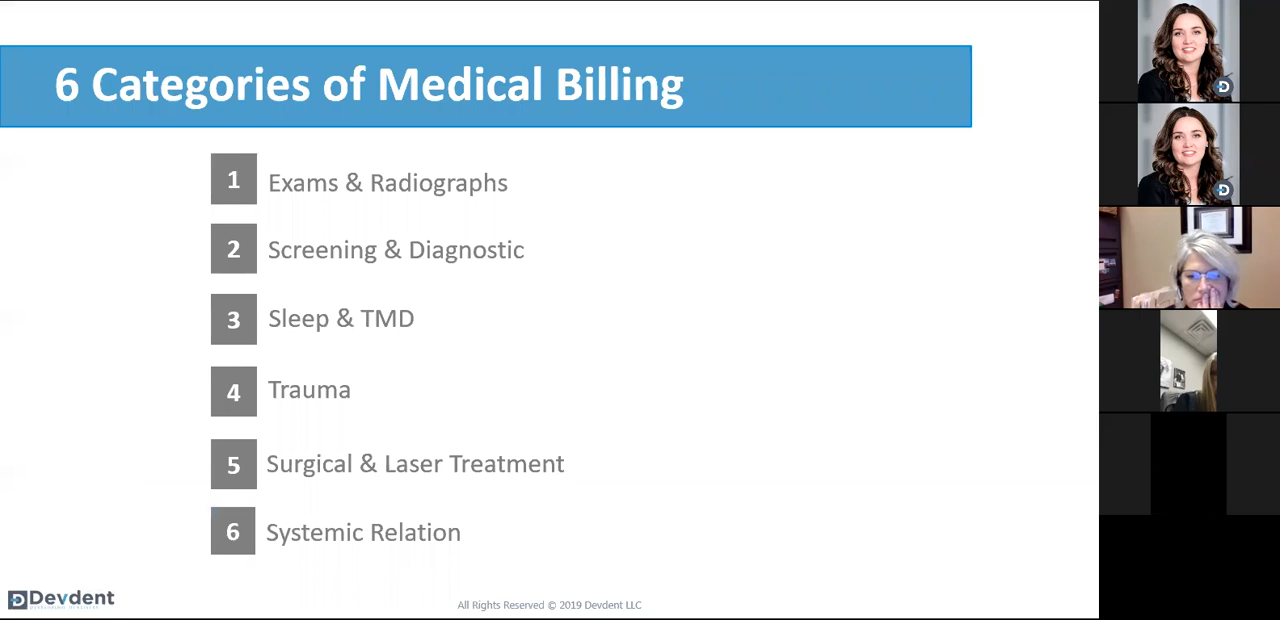 6 Categories of Medical Billing
1 Exams & Radiographs
2 Screening & Diagnostic
3 Sleep & TMD
4 Trauma
5 Surgical & Laser Treatment
6 Systemic Relation
Devdent
All Rights Reserved © 2019 Devdent LLC